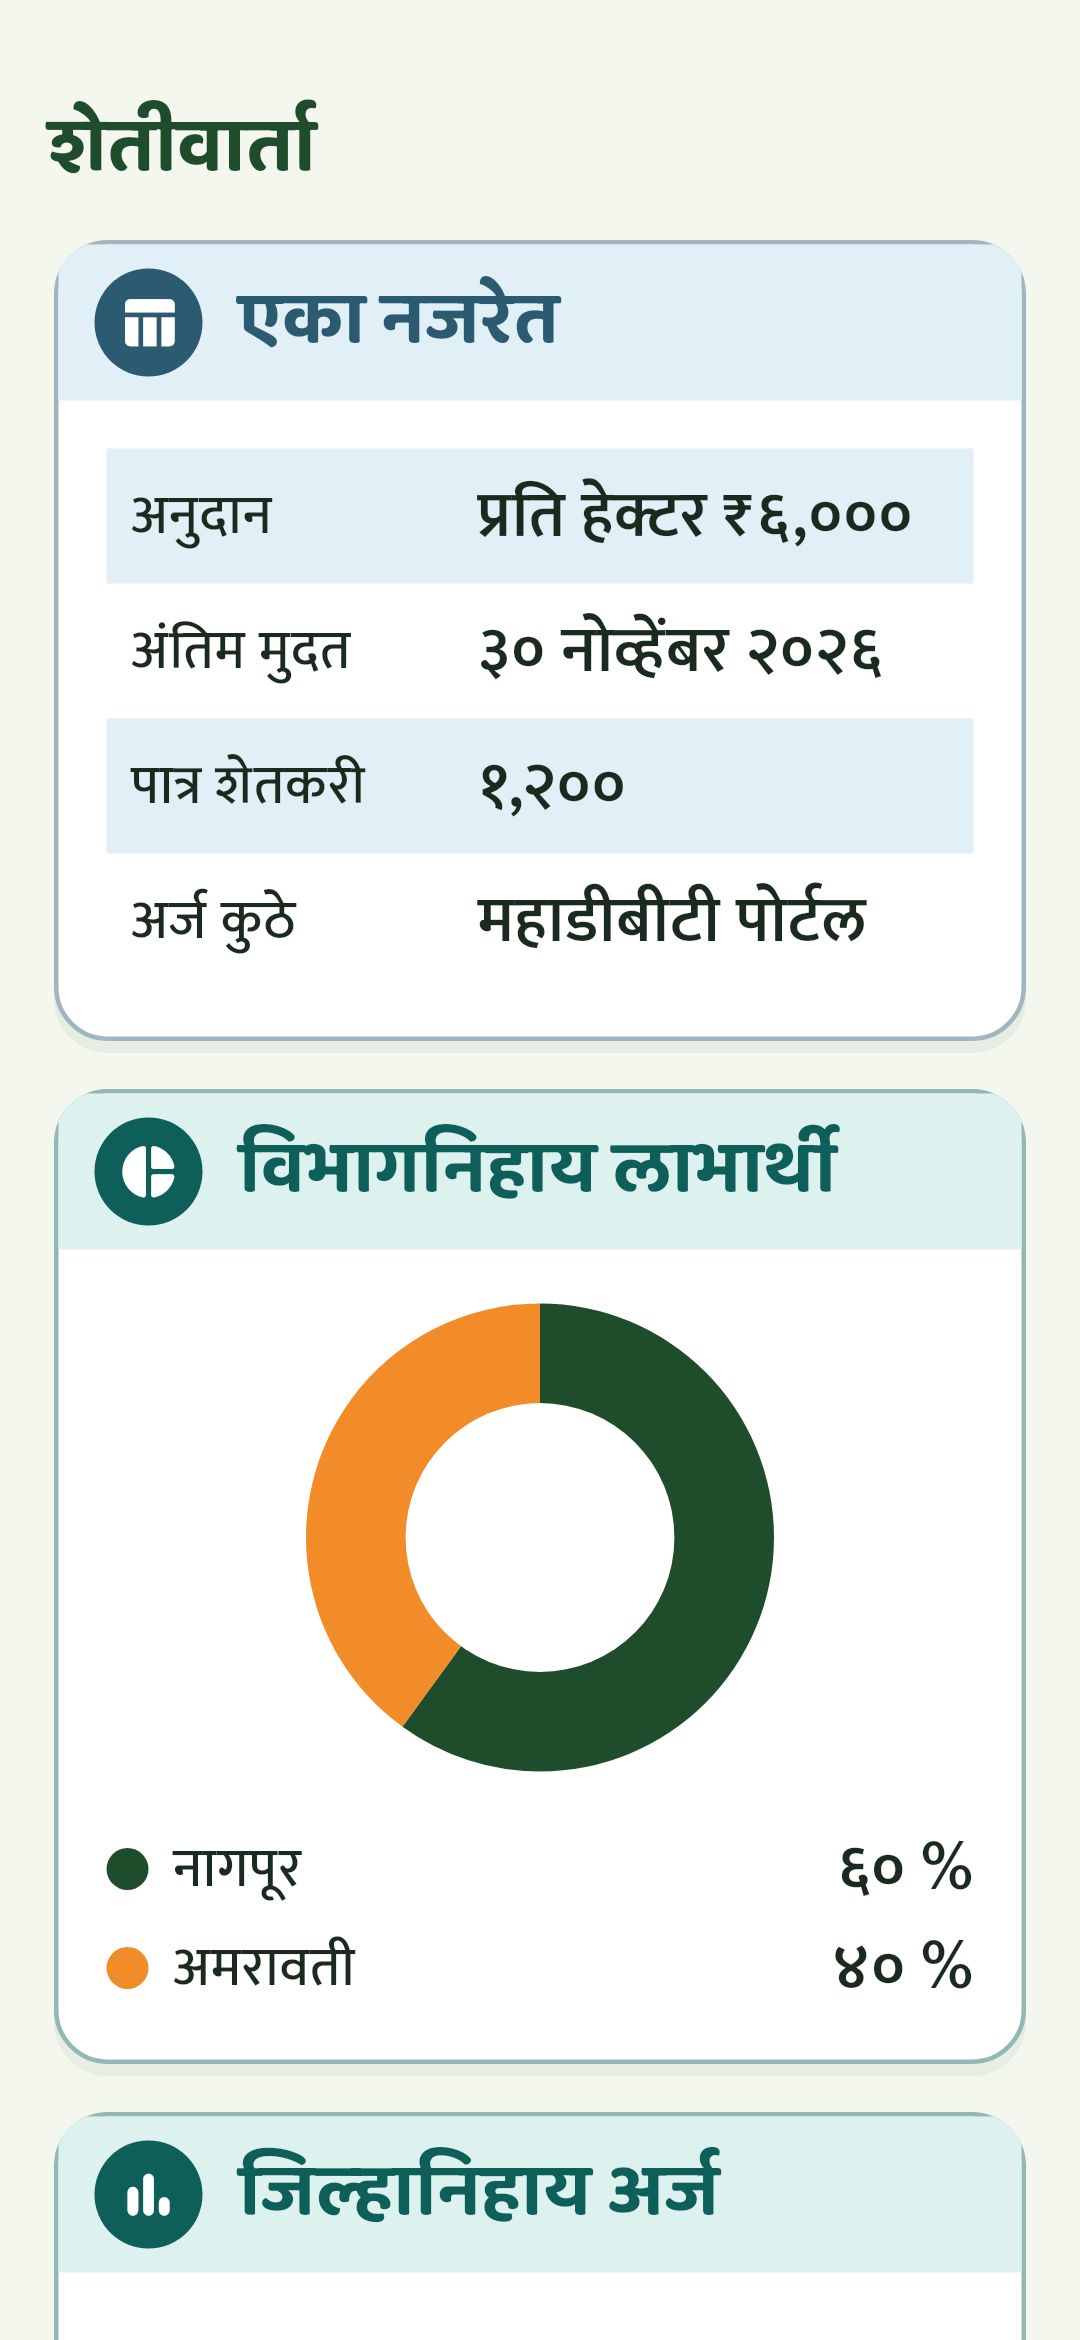 शेतीवार्ता
एका नजरेत
अनुदान प्रति हेक्टर ₹६,०००
अंतिम मुदत ३० नोव्हेंबर २०२६
पात्र शेतकरी १,२००
अर्ज कुठे महाडीबीटी पोर्टल
विभागनिहाय लाभार्थी
नागपूर ६० %
अमरावती ४० %
जिल्हानिहाय अर्ज